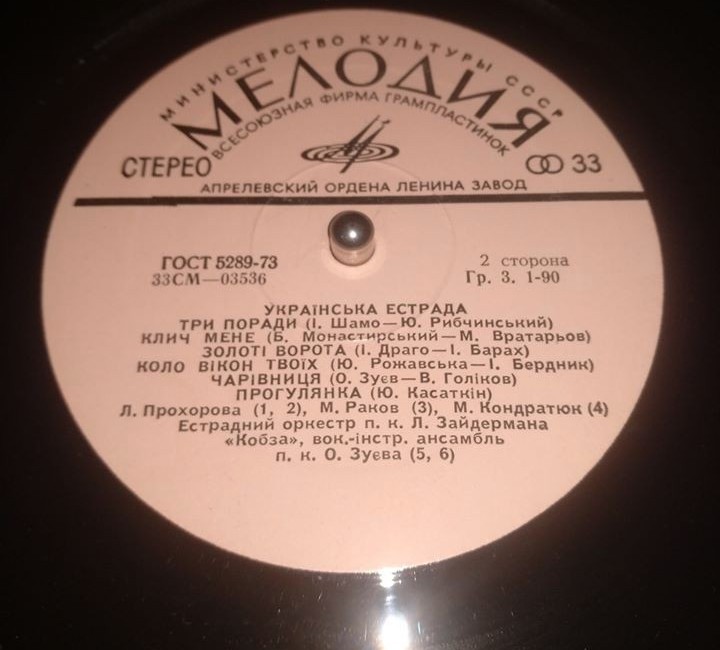 МИНИСТЕРСТВО КУЛЬТУРЫ СССР
МЕЛОДИЯ
ВСЕСОЮЗНАЯ ФИРМА ГРАМПЛАСТИНОК
СТЕРЕО 33
АПРЕЛЕВСКИЙ ОРДЕНА ЛЕНИНА ЗАВОД
ГОСТ 5289-73 2 сторона
33СМ—03536 Гр. 3. 1-90
УКРАЇНСЬКА ЕСТРАДА
ТРИ ПОРАДИ (І. Шамо—Ю. Рибчинський)
КЛИЧ МЕНЕ (Б. Монастирський—М. Вратарьов)
ЗОЛОТІ ВОРОТА (І. Драго—І. Барах)
КОЛО ВІКОН ТВОЇХ (Ю. Рожавська—І. Бердник)
ЧАРІВНИЦЯ (О. Зуєв—В. Голіков)
ПРОГУЛЯНКА (Ю. Касаткін)
Л. Прохорова (1, 2), М. Раков (3), М. Кондратюк (4)
Естрадний оркестр п. к. Л. Зайдермана
«Кобза», вок.-інстр. ансамбль
п. к. О. Зуєва (5, 6)